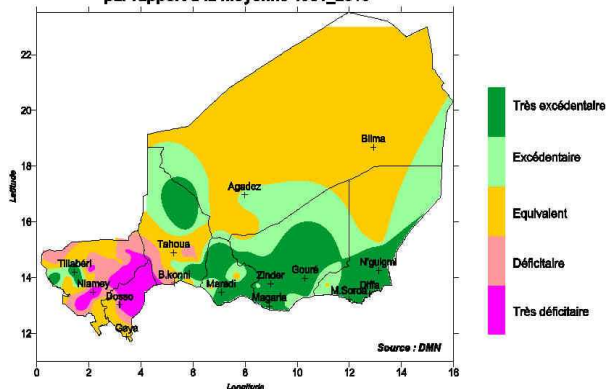 par rapport à la moyenne 1981_2010
22
20
18
16
14
12
Latitude
Bilma
Agadez
Tahoua
Tillabéri
B.konni
N'guigmi
Zinder
Gouré
Niamey
Dosso
Maradi
Magaria
M.Soroa
Diffa
Gaya
Source : DMN
0 2 4 6 8 10 12 14 16
Longitude
Très excédentaire
Excédentaire
Equivalent
Déficitaire
Très déficitaire